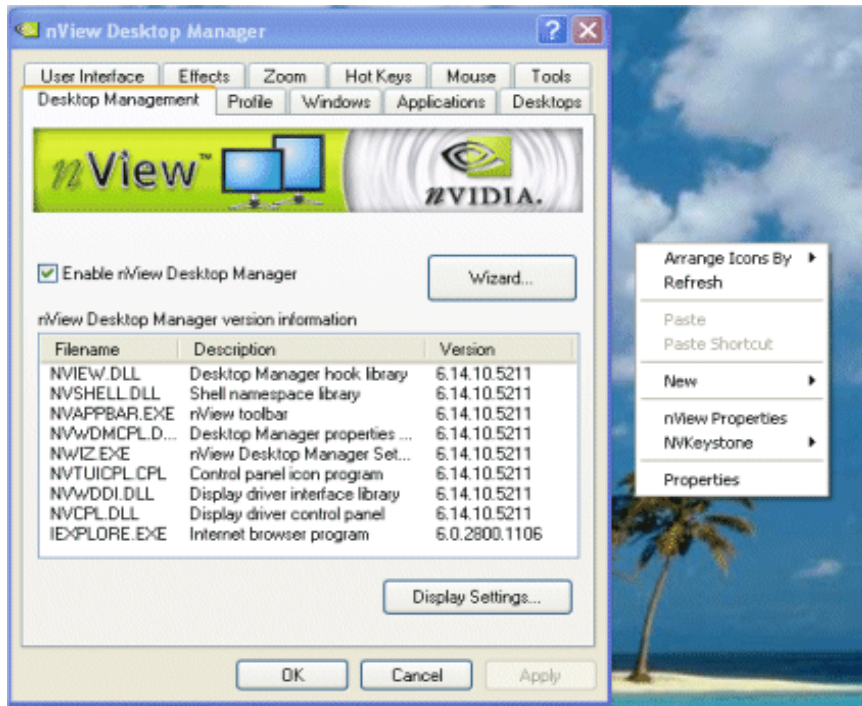 nView Desktop Manager
User Interface Effects Zoom Hot Keys Mouse Tools
Desktop Management Profile Windows Applications Desktops
nView™
nVIDIA.
Enable nView Desktop Manager
Wizard...
nView Desktop Manager version information
Filename Description Version
NVIEW.DLL Desktop Manager hook library 6.14.10.5211
NVSHELL.DLL Shell namespace library 6.14.10.5211
NVAPPBAR.EXE nView toolbar 6.14.10.5211
NVWDMCPL.D... Desktop Manager properties ... 6.14.10.5211
NWIZ.EXE nView Desktop Manager Set... 6.14.10.5211
NVTUICPL.CPL Control panel icon program 6.14.10.5211
NVWDDI.DLL Display driver interface library 6.14.10.5211
NVCPL.DLL Display driver control panel 6.14.10.5211
IEXPLORE.EXE Internet browser program 6.0.2800.1106
Display Settings...
OK Cancel Apply
Arrange Icons By
Refresh
Paste
Paste Shortcut
New
nView Properties
NVKeystone
Properties